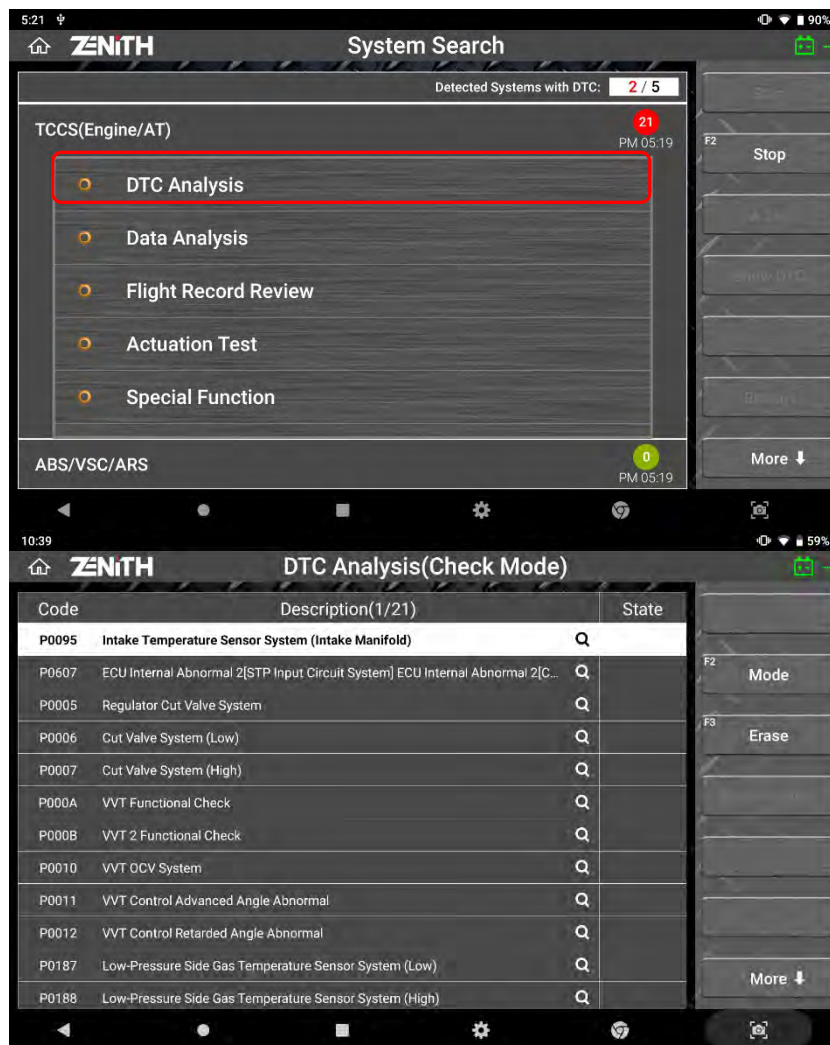 5:21 90%
ZENiTH System Search
Detected Systems with DTC: 2 / 5
TCCS(Engine/AT) 21
PM 05:19
F2 Stop
DTC Analysis
Data Analysis
Show DTC
Flight Record Review
Actuation Test
Special Function
ABS/VSC/ARS 0
PM 05:19
More
10:39 59%
ZENiTH DTC Analysis(Check Mode)
Code Description(1/21) State
P0095 Intake Temperature Sensor System (Intake Manifold)
P0607 ECU Internal Abnormal 2[STP Input Circuit System] ECU Internal Abnormal 2[C...
F2 Mode
P0005 Regulator Cut Valve System
P0006 Cut Valve System (Low)
F3 Erase
P0007 Cut Valve System (High)
P000A VVT Functional Check
P000B VVT 2 Functional Check
P0010 VVT OCV System
P0011 VVT Control Advanced Angle Abnormal
P0012 VVT Control Retarded Angle Abnormal
P0187 Low-Pressure Side Gas Temperature Sensor System (Low)
More
P0188 Low-Pressure Side Gas Temperature Sensor System (High)